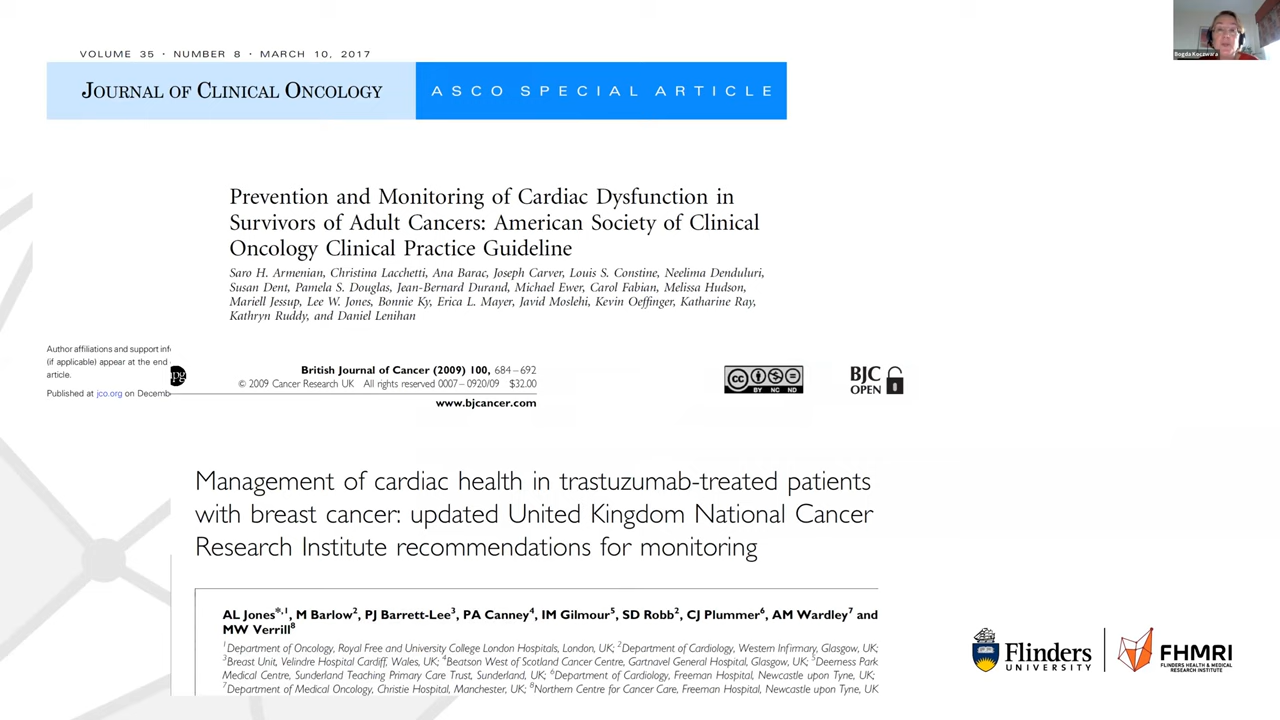 Bogda Koczwara
VOLUME 35 · NUMBER 8 · MARCH 10, 2017
JOURNAL OF CLINICAL ONCOLOGY
ASCO SPECIAL ARTICLE
Prevention and Monitoring of Cardiac Dysfunction in
Survivors of Adult Cancers: American Society of Clinical
Oncology Clinical Practice Guideline
Saro H. Armenian, Christina Lacchetti, Ana Barac, Joseph Carver, Louis S. Constine, Neelima Denduluri,
Susan Dent, Pamela S. Douglas, Jean-Bernard Durand, Michael Ewer, Carol Fabian, Melissa Hudson,
Mariell Jessup, Lee W. Jones, Bonnie Ky, Erica L. Mayer, Javid Moslehi, Kevin Oeffinger, Katharine Ray,
Kathryn Ruddy, and Daniel Lenihan
Author affiliations and support inf
(if applicable) appear at the end
article.
Published at jco.org on Decemb
npg
British Journal of Cancer (2009) 100, 684 – 692
© 2009 Cancer Research UK All rights reserved 0007 – 0920/09 $32.00
www.bjcancer.com
CC BY NC ND
BJC
OPEN
Management of cardiac health in trastuzumab-treated patients
with breast cancer: updated United Kingdom National Cancer
Research Institute recommendations for monitoring
AL Jones*,1, M Barlow2, PJ Barrett-Lee3, PA Canney4, IM Gilmour5, SD Robb2, CJ Plummer6, AM Wardley7 and
MW Verrill8
1Department of Oncology, Royal Free and University College London Hospitals, London, UK; 2Department of Cardiology, Western Infirmary, Glasgow, UK;
3Breast Unit, Velindre Hospital Cardiff, Wales, UK; 4Beatson West of Scotland Cancer Centre, Gartnavel General Hospital, Glasgow, UK; 5Deerness Park
Medical Centre, Sunderland Teaching Primary Care Trust, Sunderland, UK; 6Department of Cardiology, Freeman Hospital, Newcastle upon Tyne, UK;
7Department of Medical Oncology, Christie Hospital, Manchester, UK; 8Northern Centre for Cancer Care, Freeman Hospital, Newcastle upon Tyne, UK
Flinders
UNIVERSITY
FHMRI
FLINDERS HEALTH & MEDICAL
RESEARCH INSTITUTE